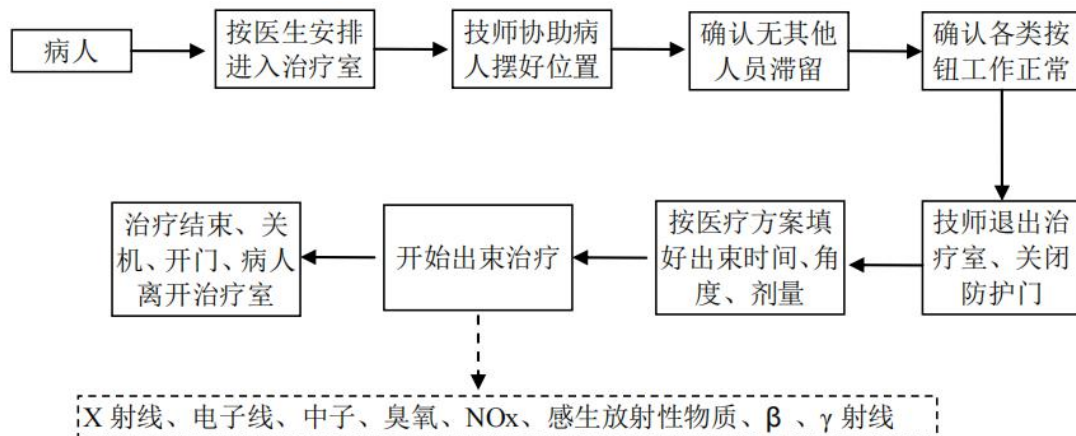 病人
按医生安排
进入治疗室
技师协助病
人摆好位置
确认无其他
人员滞留
确认各类按
钮工作正常
技师退出治
疗室、关闭
防护门
按医疗方案填
好出束时间、角
度、剂量
开始出束治疗
治疗结束、关
机、开门、病人
离开治疗室
X 射线、电子线、中子、臭氧、NOx、感生放射性物质、β 、γ 射线